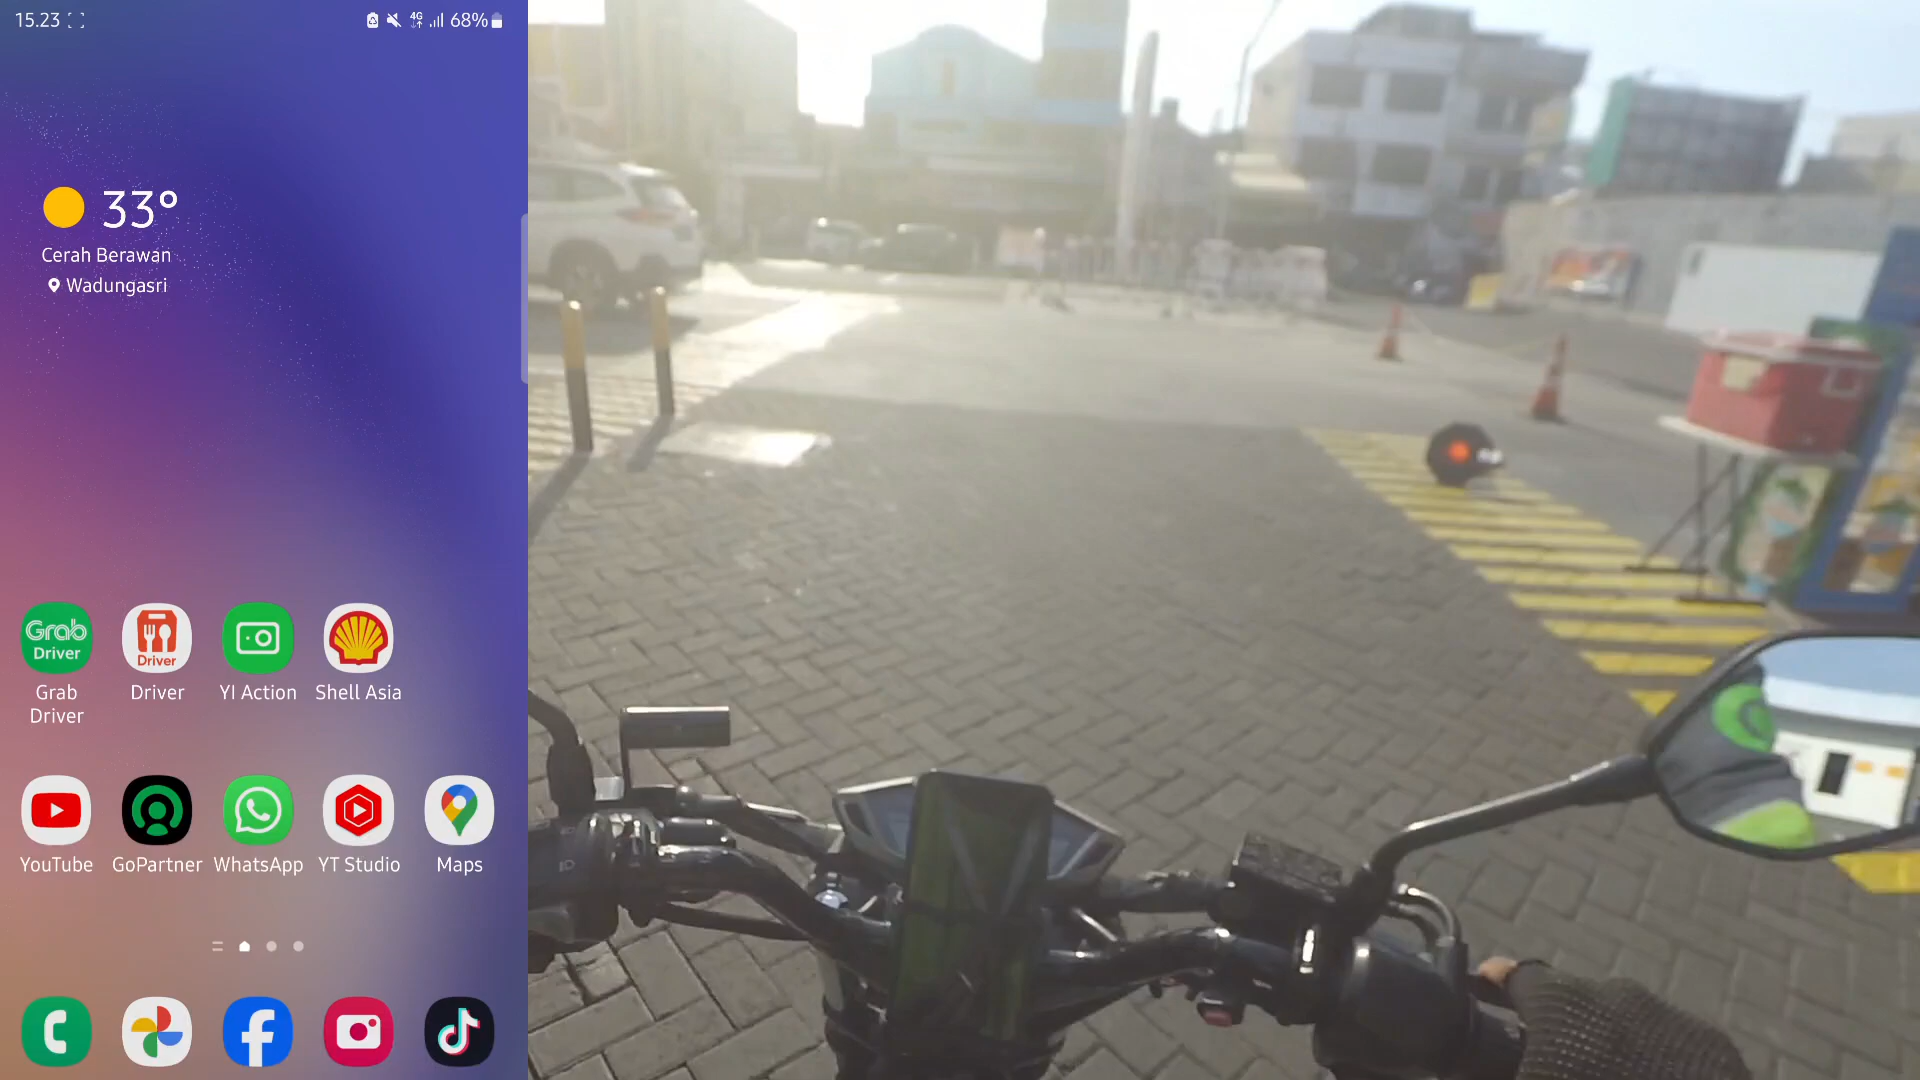 15.23
4G
68%
33°
Cerah Berawan
Wadungasri
Grab
Driver
Driver
Grab
Driver
Driver
YI Action
Shell Asia
YouTube
GoPartner
WhatsApp
YT Studio
Maps